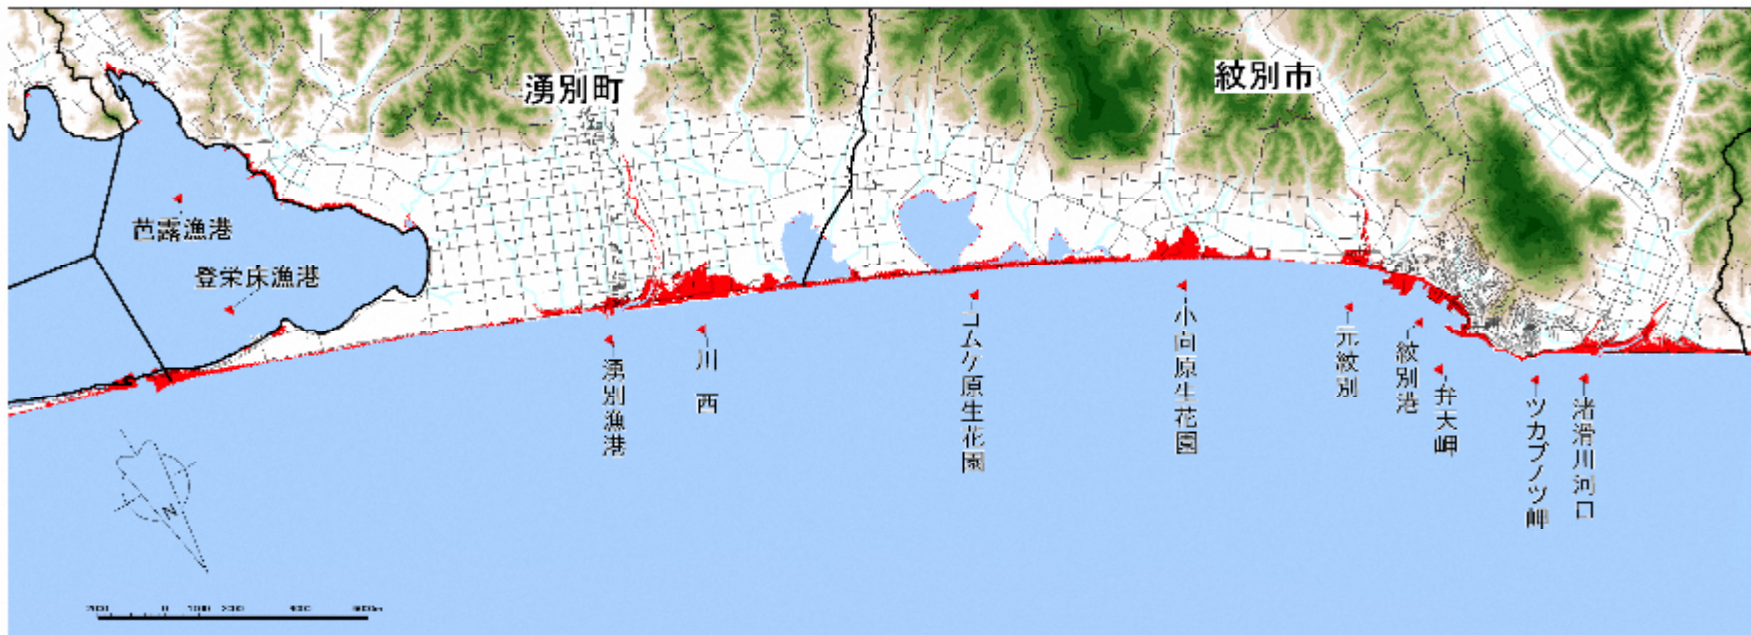 湧別町
紋別市
芭露漁港
登栄床漁港
湧別漁港
川西
コムケ原生花園
小向原生花園
元紋別
紋別港
弁天岬
ツカブノツ岬
渚滑川河口
N
0
1000